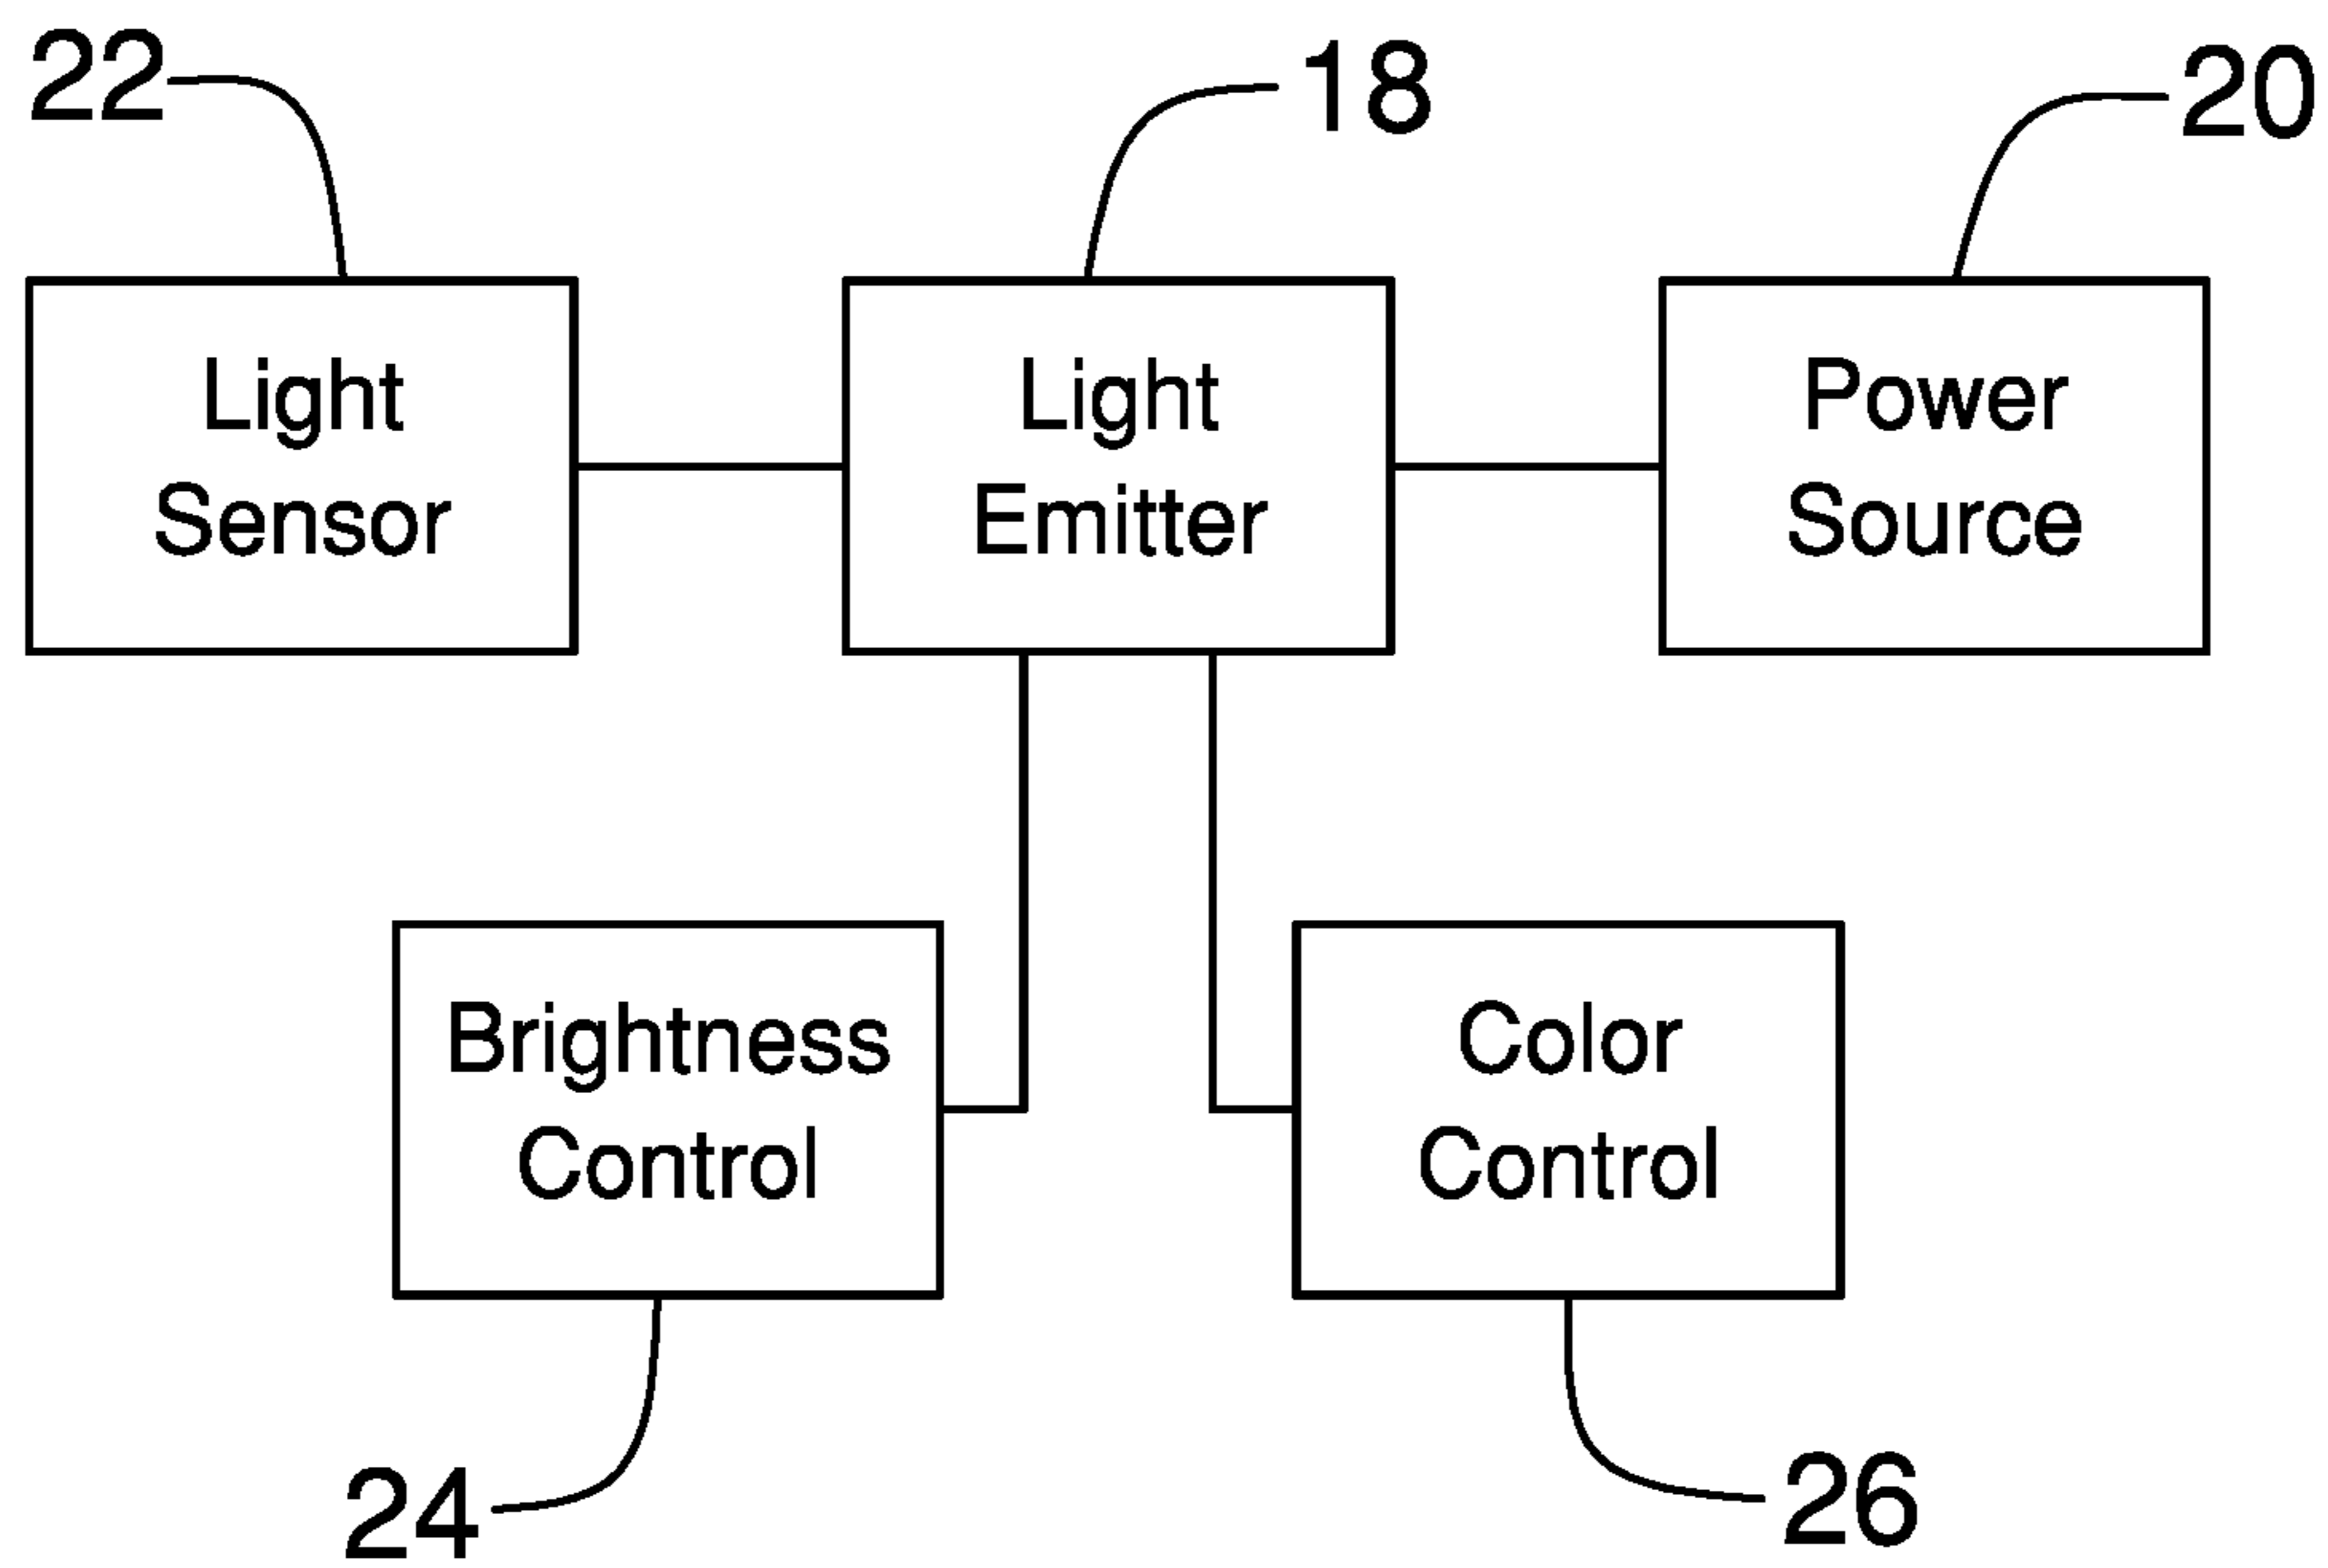 22
18
20
Light
Sensor
Light
Emitter
Power
Source
Brightness
Control
Color
Control
24
26